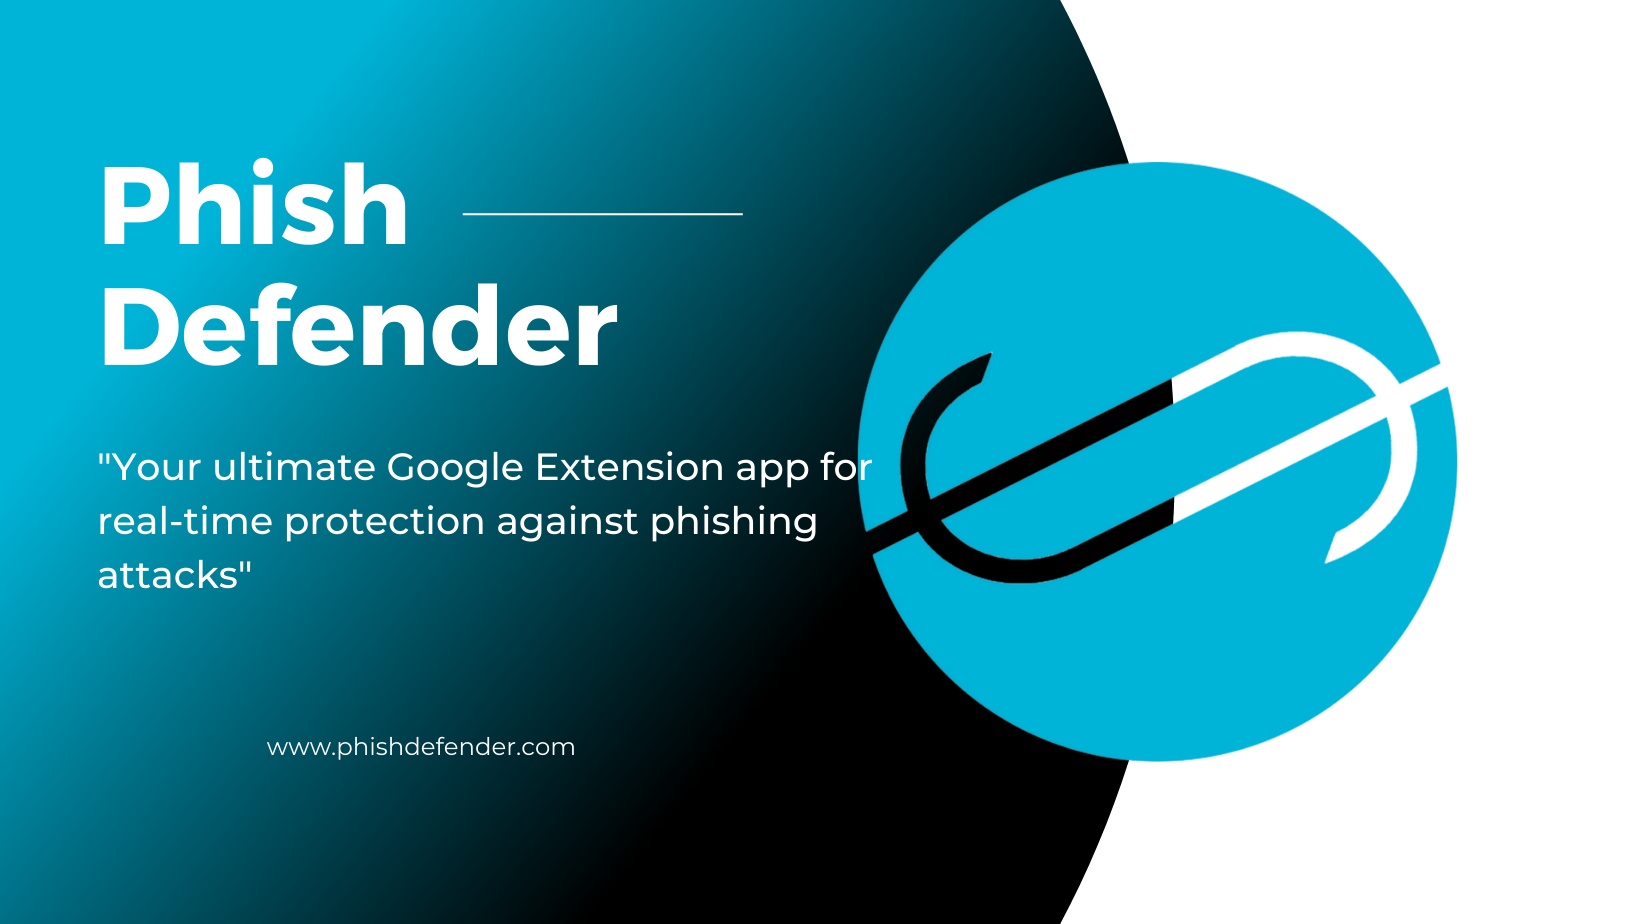 Phish
Defender
"Your ultimate Google Extension app for
real-time protection against phishing
attacks"
www.phishdefender.com